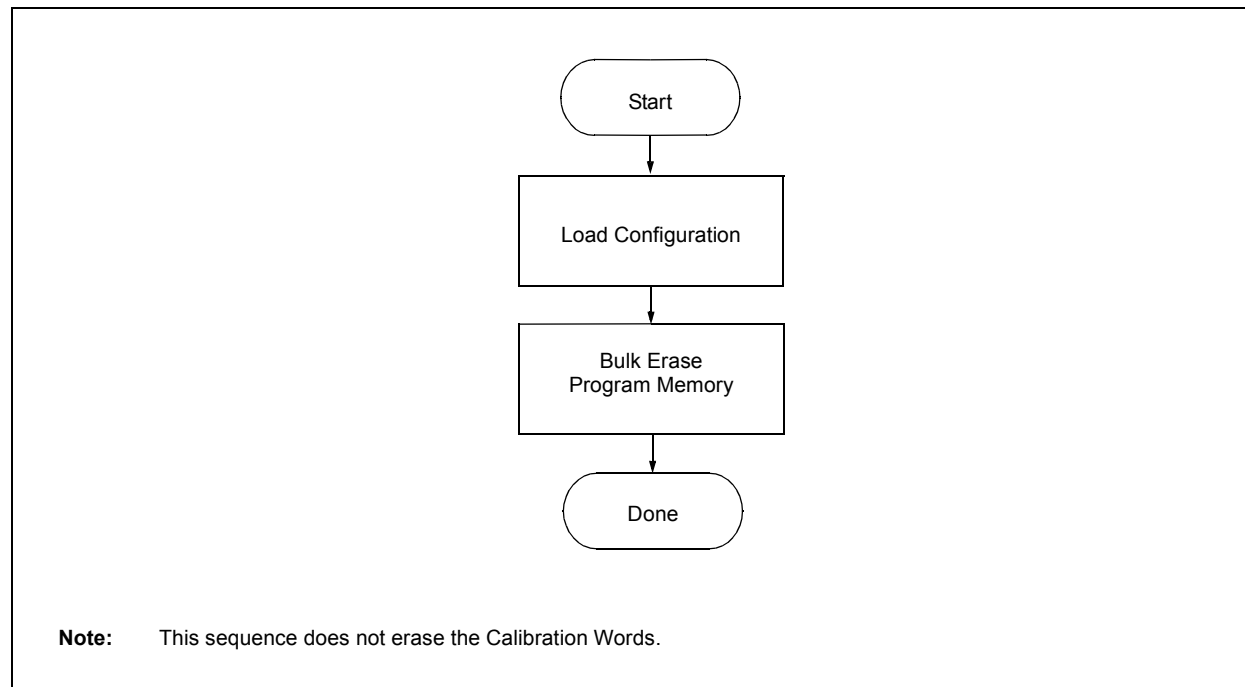 Start
Load Configuration
Bulk Erase
Program Memory
Done
Note: This sequence does not erase the Calibration Words.